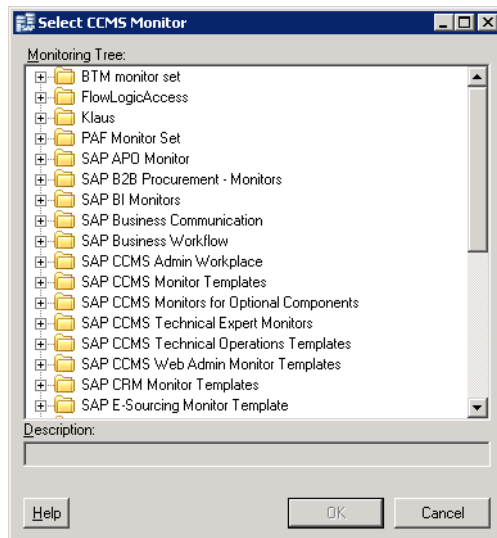 Select CCMS Monitor
Monitoring Tree:
BTM monitor set
FlowLogicAccess
Klaus
PAF Monitor Set
SAP APO Monitor
SAP B2B Procurement - Monitors
SAP BI Monitors
SAP Business Communication
SAP Business Workflow
SAP CCMS Admin Workplace
SAP CCMS Monitor Templates
SAP CCMS Monitors for Optional Components
SAP CCMS Technical Expert Monitors
SAP CCMS Technical Operations Templates
SAP CCMS Web Admin Monitor Templates
SAP CRM Monitor Templates
SAP E-Sourcing Monitor Template
Description:
Help
OK
Cancel